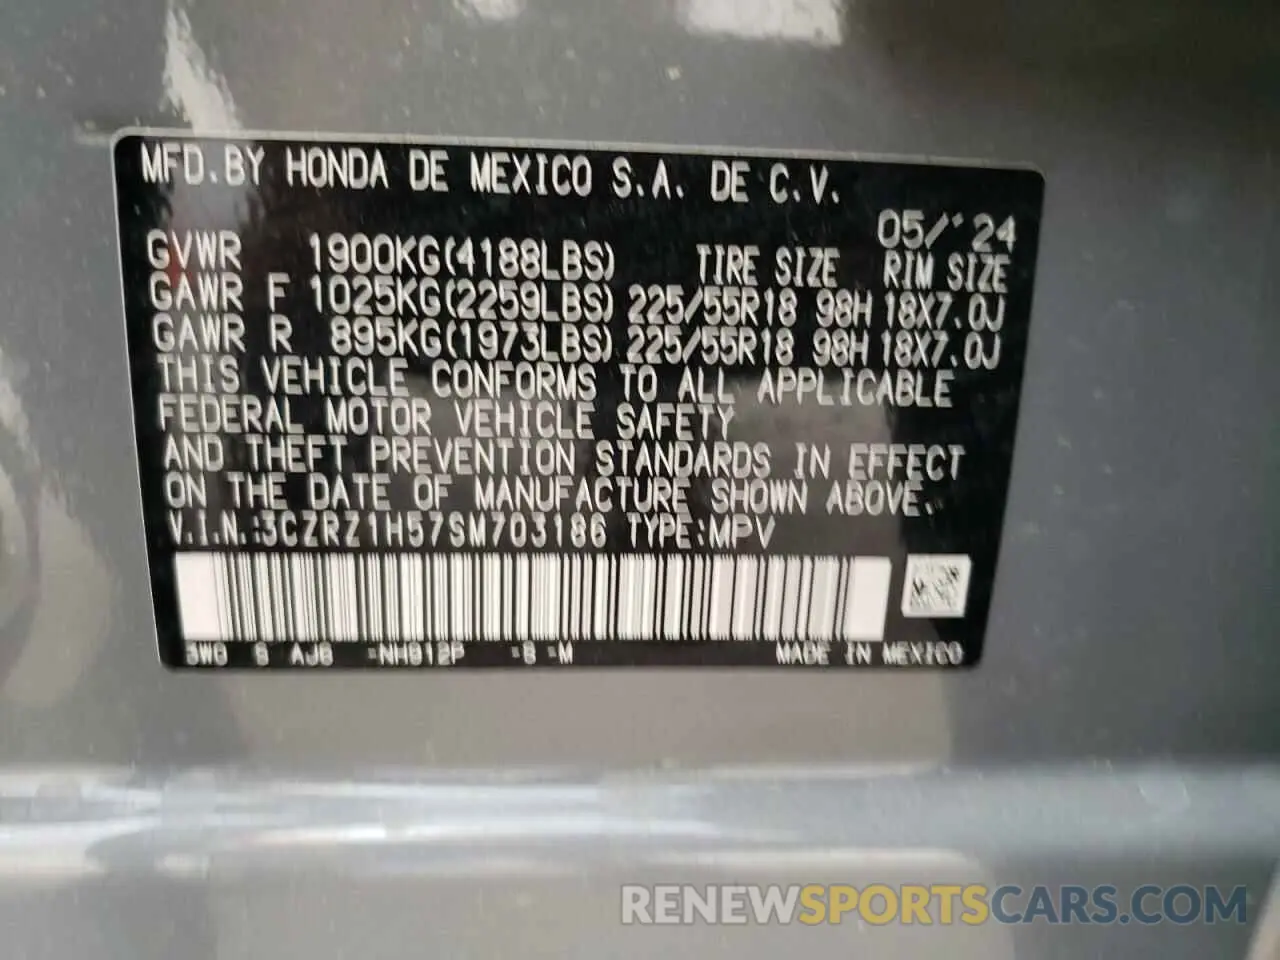 MFD.BY HONDA DE MEXICO S.A. DE C.V.
05/'24
GVWR 1900KG(4188LBS) TIRE SIZE RIM SIZE
GAWR F 1025KG(2259LBS) 225/55R18 98H 18X7.0J
GAWR R 895KG(1973LBS) 225/55R18 98H 18X7.0J
THIS VEHICLE CONFORMS TO ALL APPLICABLE
FEDERAL MOTOR VEHICLE SAFETY
AND THEFT PREVENTION STANDARDS IN EFFECT
ON THE DATE OF MANUFACTURE SHOWN ABOVE.
V.I.N.:3CZRZ1H57SM703186 TYPE:MPV
3W0 AJ6 NH912P S M MADE IN MEXICO
RENEWSPORTSCARS.COM